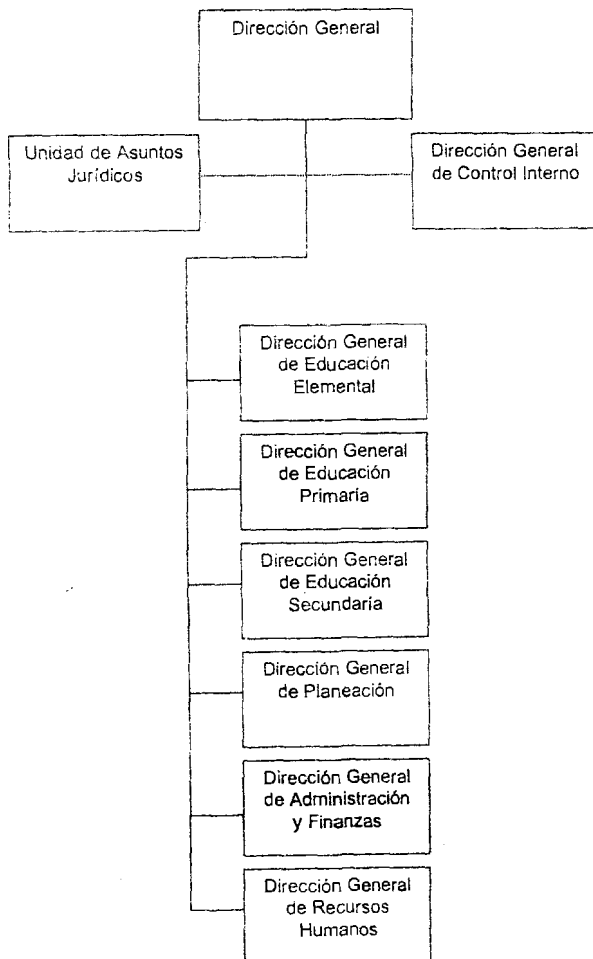 Dirección General
Unidad de Asuntos
Jurídicos
Dirección General
de Control Interno
Dirección General
de Educación
Elemental
Dirección General
de Educación
Primaria
Dirección General
de Educación
Secundaria
Dirección General
de Planeación
Dirección General
de Administración
y Finanzas
Dirección General
de Recursos
Humanos